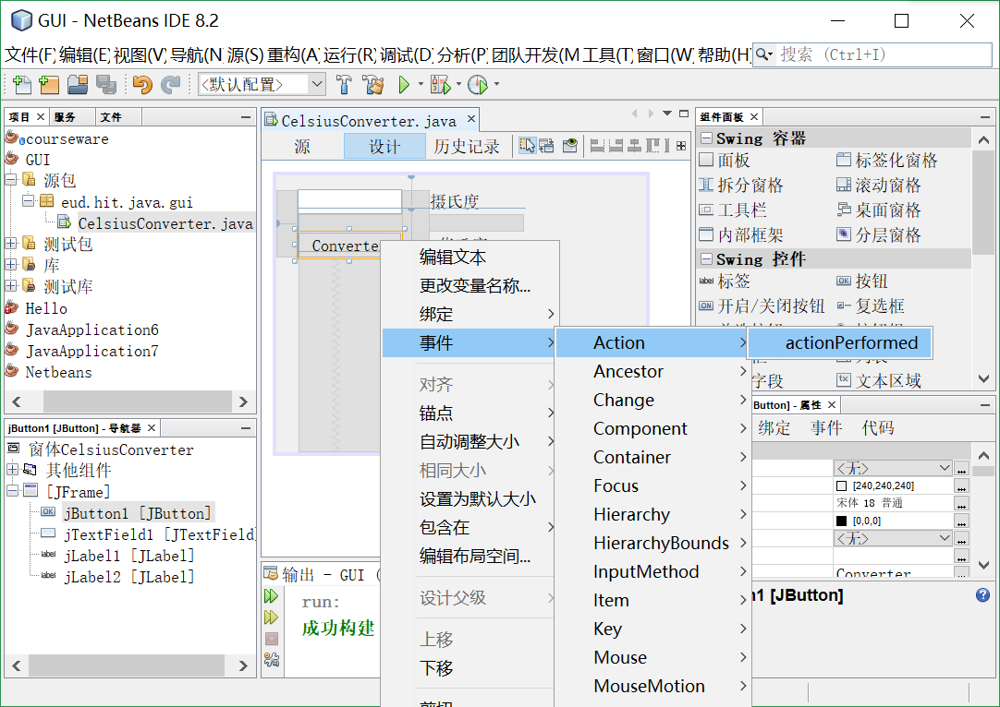 GUI - NetBeans IDE 8.2
文件(F 编辑(E) 视图(V) 导航(N 源(S) 重构(A) 运行(R) 调试(D) 分析(P) 团队开发(M 工具(T) 窗口(W) 帮助(H)
搜索 (Ctrl+I)
<默认配置>
项目 服务 文件
courseware
GUI
源包
eud.hit.java.gui
CelsiusConverter.java
测试包
库
测试库
Hello
JavaApplication6
JavaApplication7
Netbeans
jButton1 [JButton] - 导航器
窗体CelsiusConverter
其他组件
[JFrame]
jButton1 [JButton]
jTextField1 [JTextField]
jLabel1 [JLabel]
jLabel2 [JLabel]
CelsiusConverter.java
源 设计 历史记录
摄氏度
Converte
编辑文本
更改变量名称...
绑定
事件
对齐
锚点
自动调整大小
相同大小
设置为默认大小
包含在
编辑布局空间...
设计父级
上移
下移
剪切
Action
Ancestor
Change
Component
Container
Focus
Hierarchy
HierarchyBounds
InputMethod
Item
Key
Mouse
MouseMotion
actionPerformed
输出 - GUI (
run:
成功构建
组件面板
Swing 容器
面板 标签化窗格
拆分窗格 滚动窗格
工具栏 桌面窗格
内部框架 分层窗格
Swing 控件
label 标签 OK 按钮
ON 开启/关闭按钮 复选框
字段 文本区域
Button] - 属性
绑定 事件 代码
<无>
[240,240,240]
宋体 18 普通
[0,0,0]
<无>
Converter
n1 [JButton]